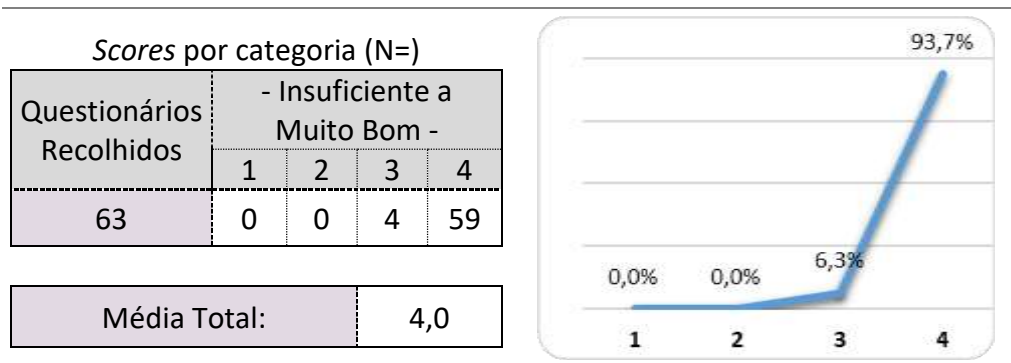 Scores por categoria (N=)
Questionários Recolhidos
- Insuficiente a
Muito Bom -
1 2 3 4
63 0 0 4 59
Média Total: 4,0
93,7%
6,3%
0,0% 0,0%
1 2 3 4